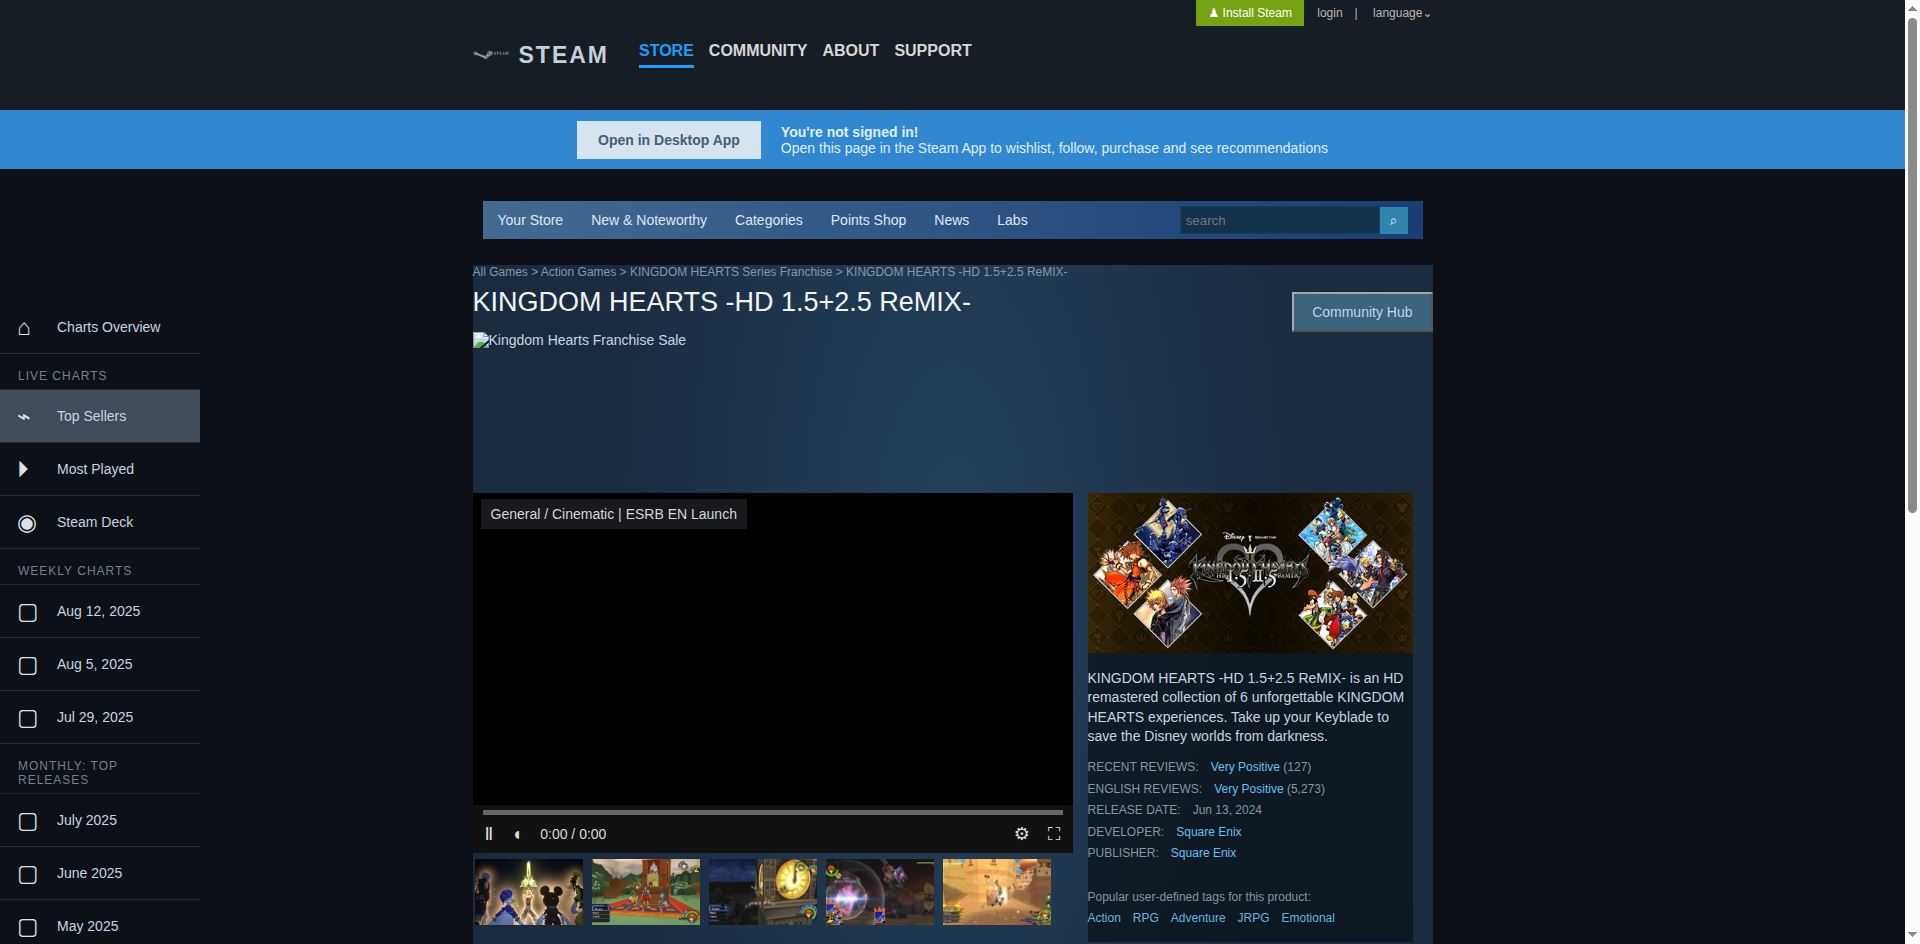 Install Steam
login | language
STEAM
STORE COMMUNITY ABOUT SUPPORT
Open in Desktop App
You're not signed in!
Open this page in the Steam App to wishlist, follow, purchase and see recommendations
Your Store New & Noteworthy Categories Points Shop News Labs
search
All Games > Action Games > KINGDOM HEARTS Series Franchise > KINGDOM HEARTS -HD 1.5+2.5 ReMIX-
KINGDOM HEARTS -HD 1.5+2.5 ReMIX-
Community Hub
Kingdom Hearts Franchise Sale
Charts Overview
LIVE CHARTS
Top Sellers
Most Played
Steam Deck
WEEKLY CHARTS
Aug 12, 2025
Aug 5, 2025
Jul 29, 2025
MONTHLY: TOP
RELEASES
July 2025
June 2025
May 2025
General / Cinematic | ESRB EN Launch
0:00 / 0:00
Disney
KINGDOM HEARTS
HD 1.5+2.5 ReMIX
KINGDOM HEARTS -HD 1.5+2.5 ReMIX- is an HD
remastered collection of 6 unforgettable KINGDOM
HEARTS experiences. Take up your Keyblade to
save the Disney worlds from darkness.
RECENT REVIEWS: Very Positive (127)
ENGLISH REVIEWS: Very Positive (5,273)
RELEASE DATE: Jun 13, 2024
DEVELOPER: Square Enix
PUBLISHER: Square Enix
Popular user-defined tags for this product:
Action RPG Adventure JRPG Emotional